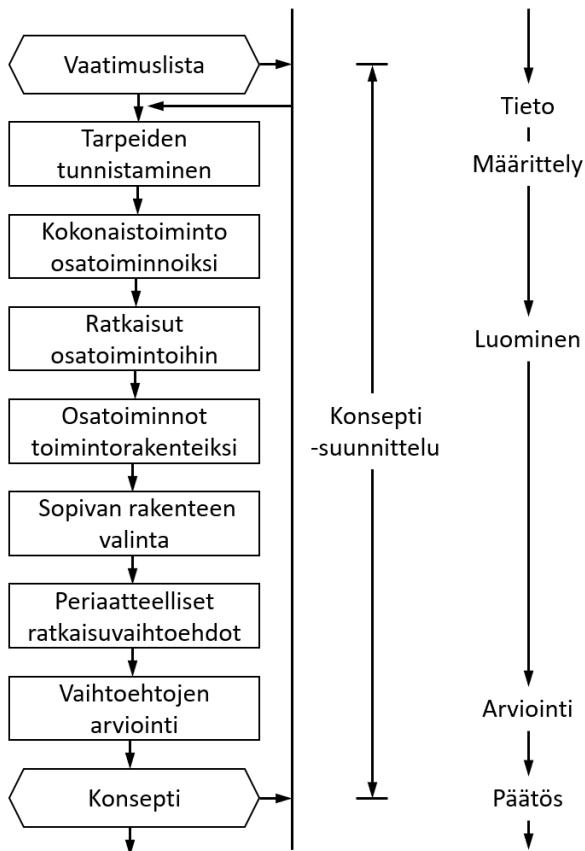 Vaatimuslista
Tarpeiden
tunnistaminen
Kokonaistoiminto
osatoiminnoiksi
Ratkaisut
osatoimintoihin
Osatoiminnot
toimintorakenteiksi
Sopivan rakenteen
valinta
Periaatteelliset
ratkaisuvaihtoehdot
Vaihtoehtojen
arviointi
Konsepti
Konsepti
-suunnittelu
Tieto
Määrittely
Luominen
Arviointi
Päätös